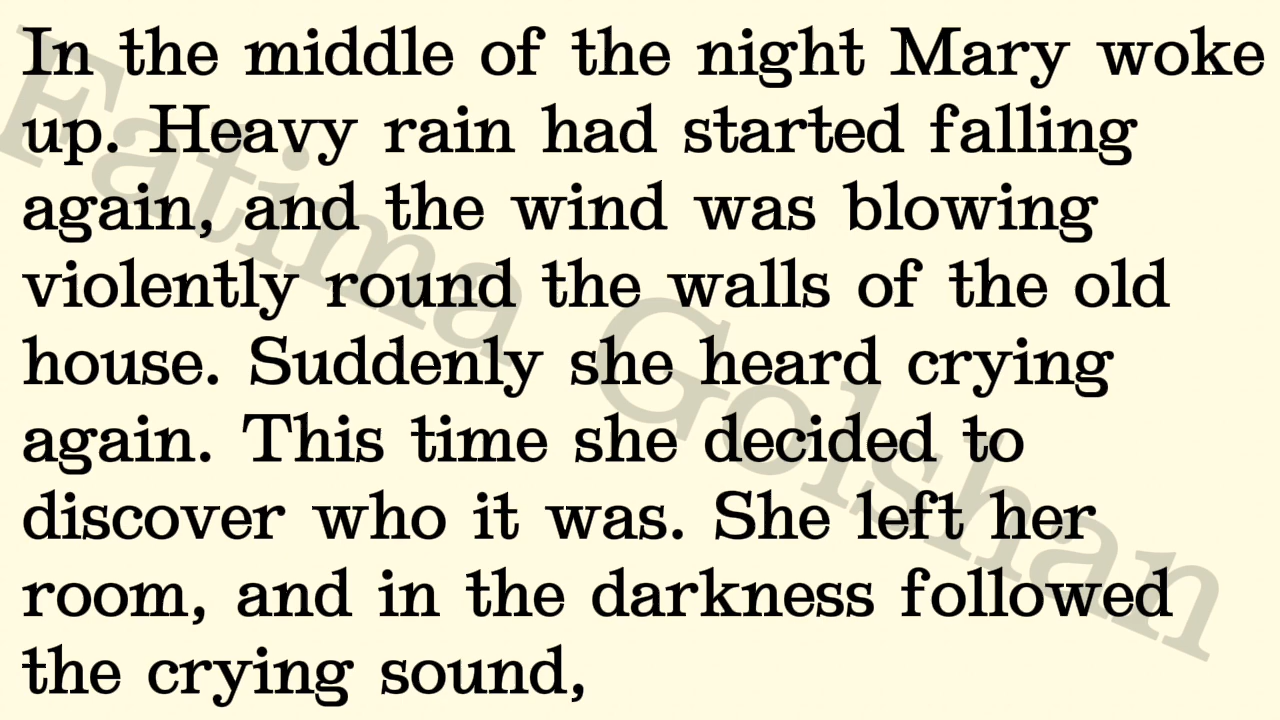 In the middle of the night Mary woke
up. Heavy rain had started falling
again, and the wind was blowing
violently round the walls of the old
house. Suddenly she heard crying
again. This time she decided to
discover who it was. She left her
room, and in the darkness followed
the crying sound,
Fatima Golshan